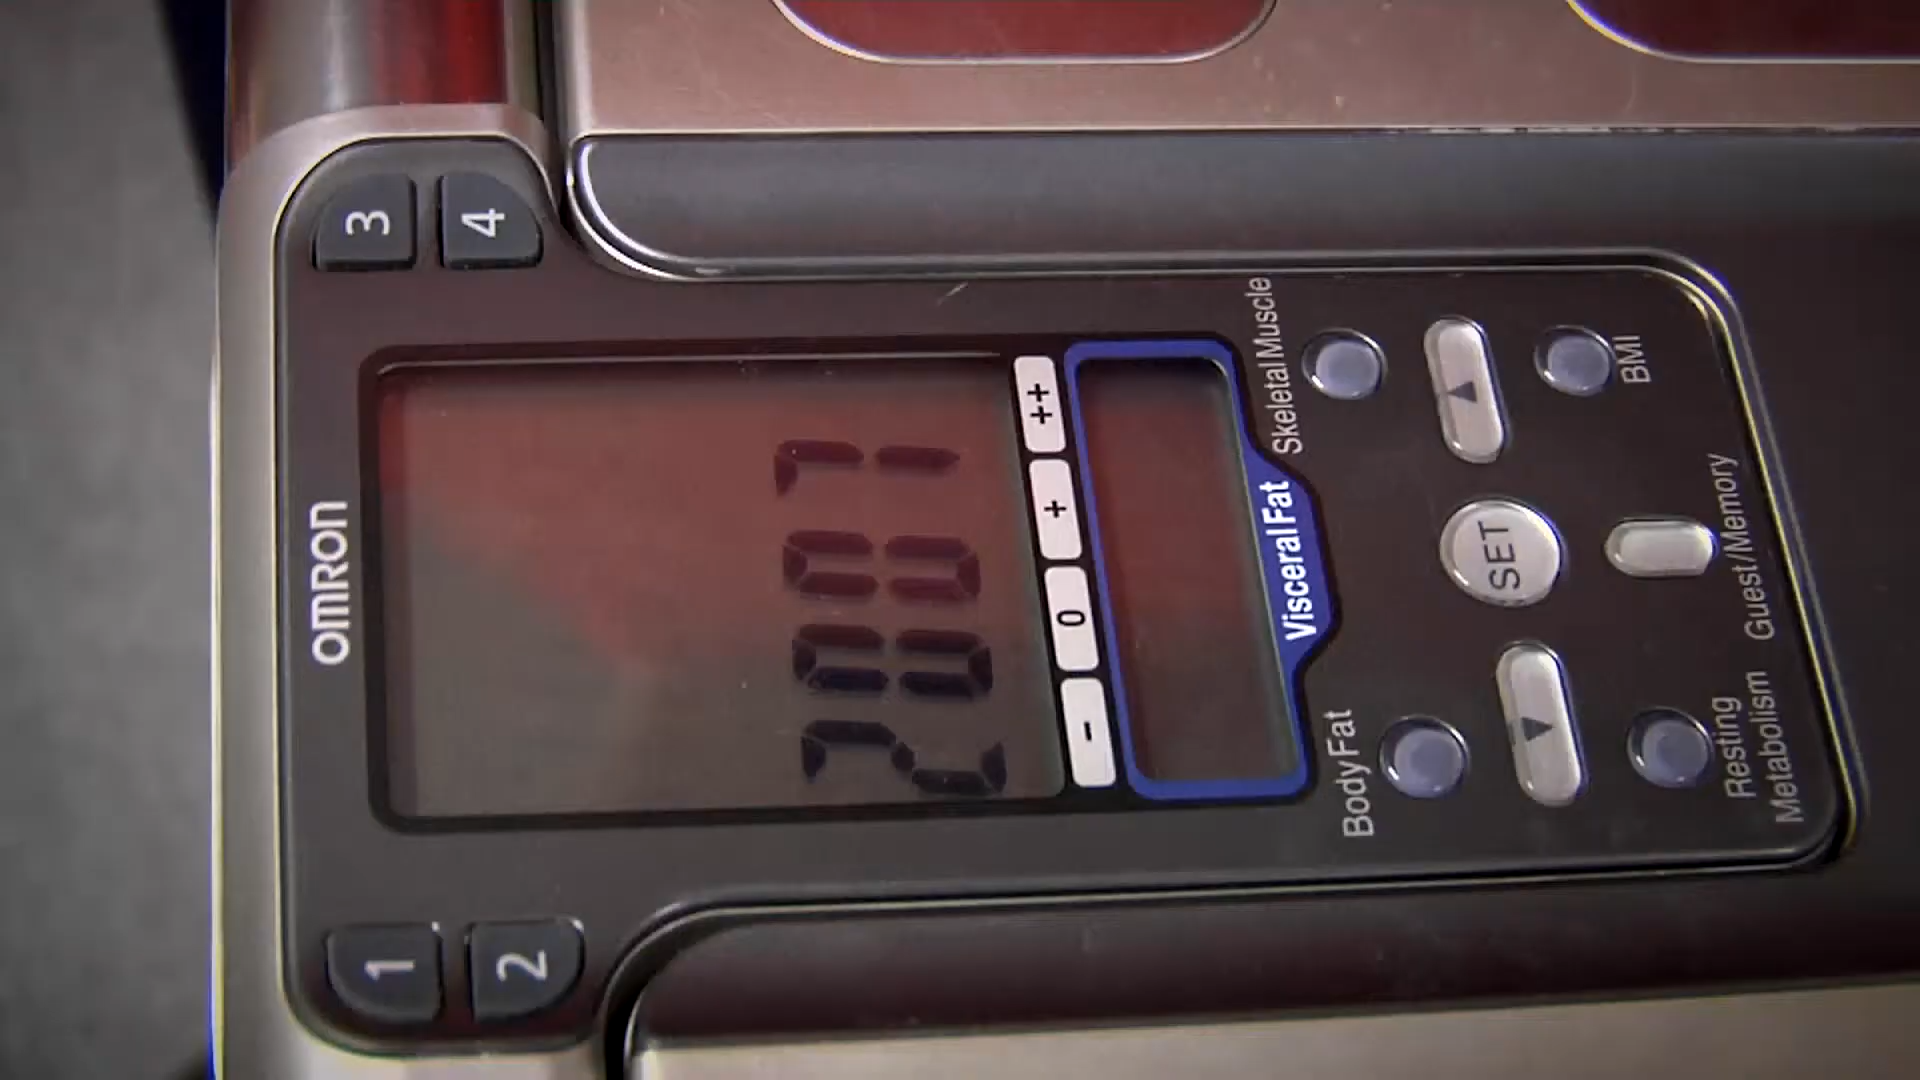 1 OMRON 3
2 4
2007
- 0 + ++
Visceral Fat
Body Fat
Skeletal Muscle
SET
BMI
Guest/Memory
Resting
Metabolism